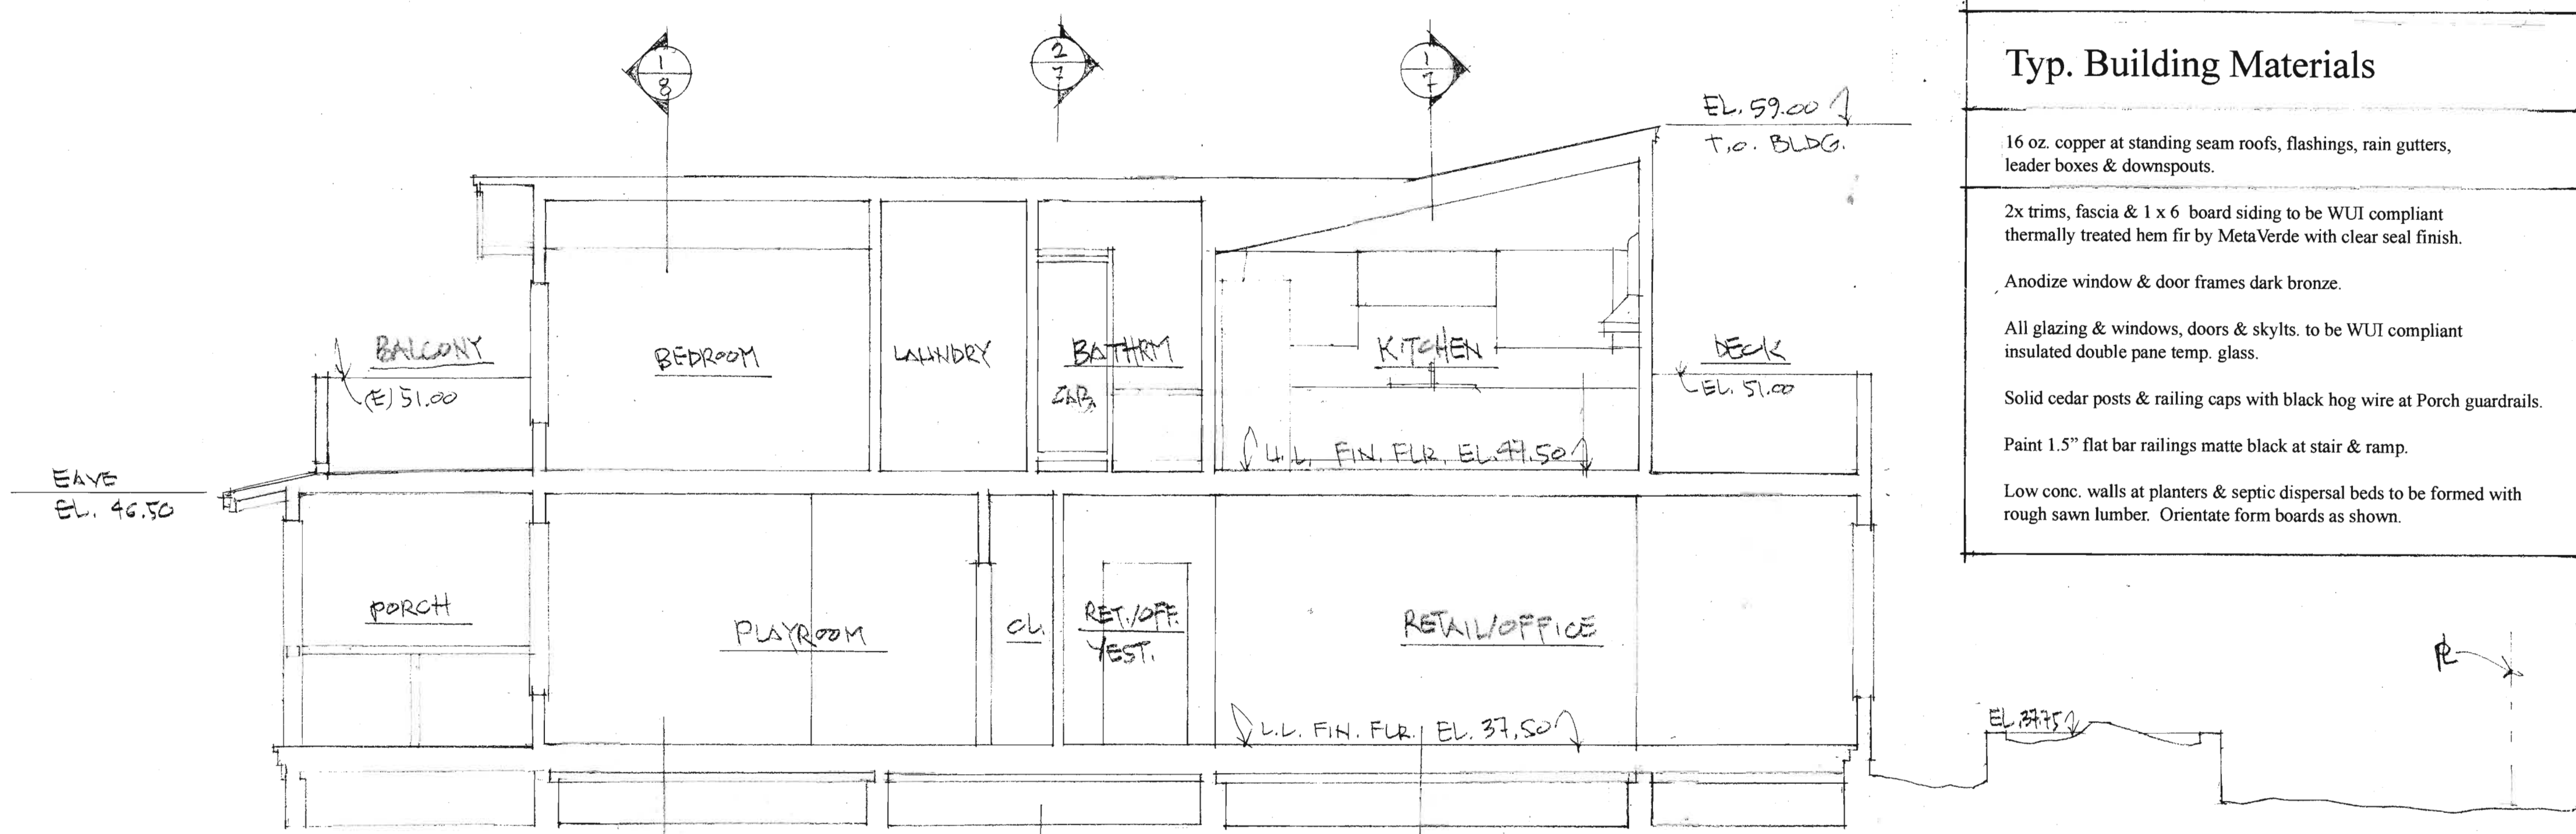 1
8
2
7
1
7
EL. 59.00
T.O. BLDG.
BALCONY
(E) 51.00
BEDROOM
LAUNDRY
BATHRM
CAB.
KITCHEN
DECK
EL. 51.00
U.L. FIN. FLR. EL. 47.50
EAVE
EL. 46.50
PORCH
PLAYROOM
CL.
RET./OFF.
VEST.
RETAIL/OFFICE
L.L. FIN. FLR. EL. 37.50
EL. 37.75
PL
Typ. Building Materials
16 oz. copper at standing seam roofs, flashings, rain gutters,
leader boxes & downspouts.
2x trims, fascia & 1 x 6 board siding to be WUI compliant
thermally treated hem fir by MetaVerde with clear seal finish.
Anodize window & door frames dark bronze.
All glazing & windows, doors & skylts. to be WUI compliant
insulated double pane temp. glass.
Solid cedar posts & railing caps with black hog wire at Porch guardrails.
Paint 1.5” flat bar railings matte black at stair & ramp.
Low conc. walls at planters & septic dispersal beds to be formed with
rough sawn lumber. Orientate form boards as shown.